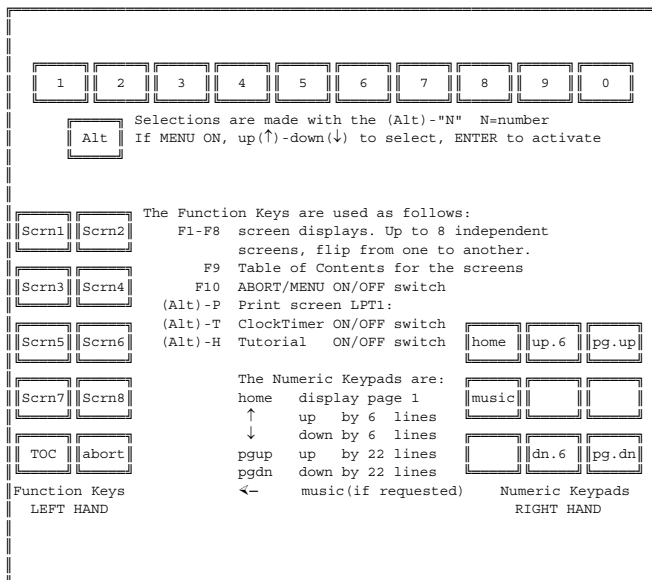 1 2 3 4 5 6 7 8 9 0
Selections are made with the (Alt)-"N" N=number
Alt If MENU ON, up(↑)-down(↓) to select, ENTER to activate
The Function Keys are used as follows:
Scrn1 Scrn2 F1-F8 screen displays. Up to 8 independent
screens, flip from one to another.
F9 Table of Contents for the screens
Scrn3 Scrn4 F10 ABORT/MENU ON/OFF switch
(Alt)-P Print screen LPT1:
(Alt)-T ClockTimer ON/OFF switch
Scrn5 Scrn6 (Alt)-H Tutorial ON/OFF switch home up.6 pg.up
The Numeric Keypads are:
Scrn7 Scrn8 home display page 1 music
↑ up by 6 lines
↓ down by 6 lines
TOC abort pgup up by 22 lines dn.6 pg.dn
pgdn down by 22 lines
Function Keys <— music(if requested) Numeric Keypads
LEFT HAND RIGHT HAND